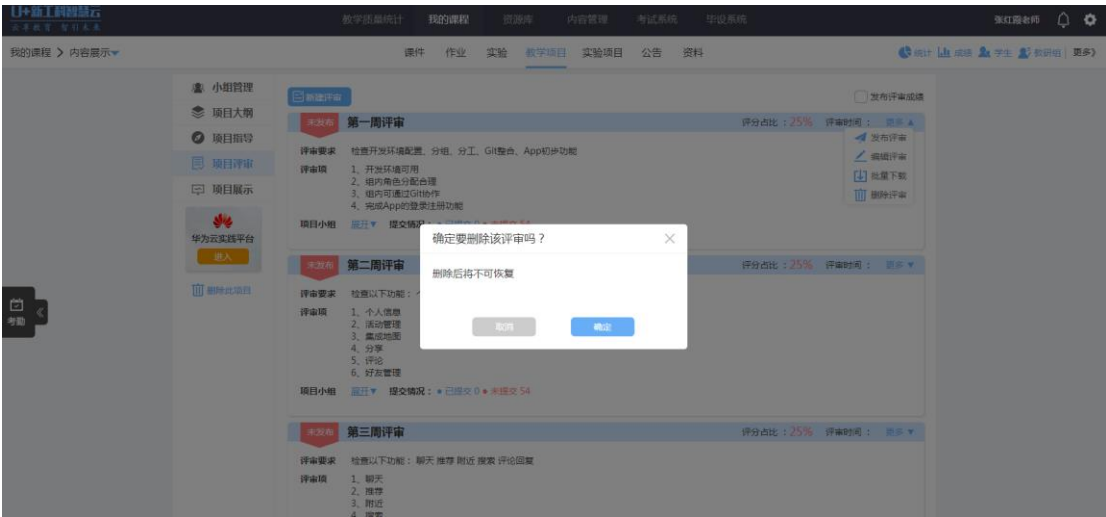 U+新工科智慧云
教学质量统计 我的课程 资源库 内容管理 考试系统 毕设系统
张红霞老师
我的课程 > 内容展示
课件 作业 实验 教学项目 实验项目 公告 资料
统计 成绩 学生 教研组 更多》
小组管理
项目大纲
项目指导
项目评审
项目展示
华为云实践平台
进入
删除此项目
考勤
新建评审
发布评审成绩
未发布 第一周评审 评分占比：25% 评审时间： 更多
发布评审
编辑评审
批量下载
删除评审
评审要求 检查开发环境配置、分组、分工、Git整合、App初步功能
评审项 1、开发环境可用
2、组内角色分配合理
3、组内可通过Git协作
4、完成App的登录注册功能
项目小组 展开 提交情况：已提交 0 未提交 54
确定要删除该评审吗？
删除后将不可恢复
取消 确定
未发布 第二周评审 评分占比：25% 评审时间： 更多
评审要求 检查以下功能：
评审项 1、个人信息
2、活动管理
3、集成地图
4、分享
5、评论
6、好友管理
项目小组 展开 提交情况：已提交 0 未提交 54
未发布 第三周评审 评分占比：25% 评审时间： 更多
评审要求 检查以下功能：聊天 推荐 附近 搜索 评论回复
评审项 1、聊天
2、推荐
3、附近
4、搜索